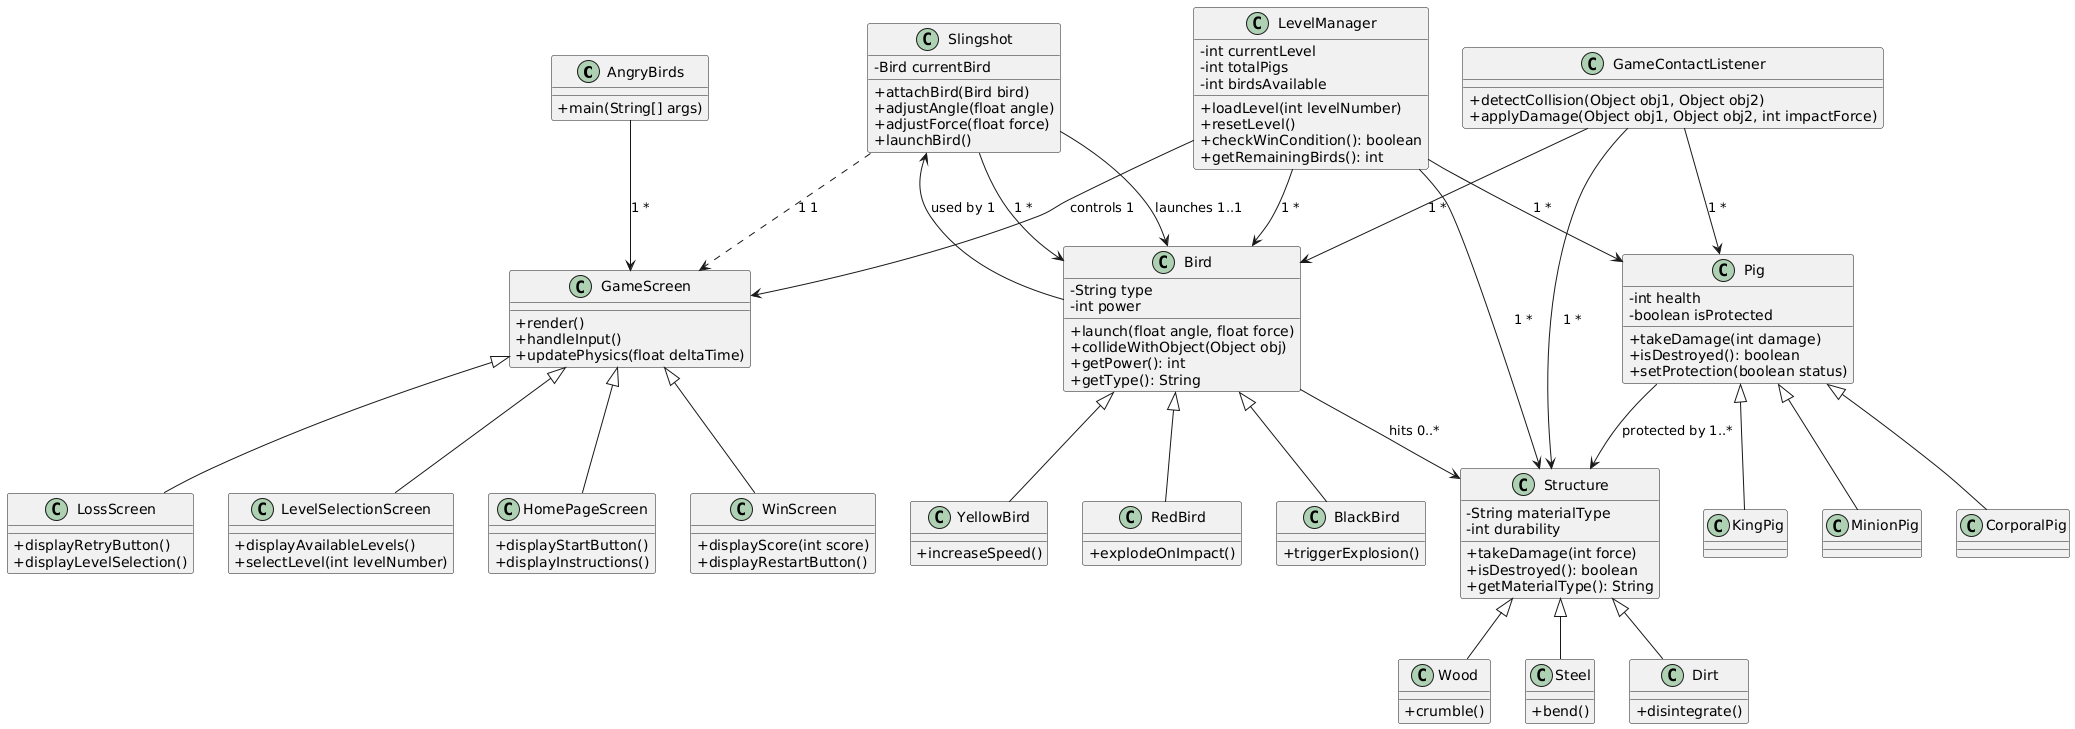 C LevelManager
-int currentLevel
-int totalPigs
-int birdsAvailable
+loadLevel(int levelNumber)
+resetLevel()
+checkWinCondition(): boolean
+getRemainingBirds(): int
C Slingshot
-Bird currentBird
+attachBird(Bird bird)
+adjustAngle(float angle)
+adjustForce(float force)
+launchBird()
C GameContactListener
+detectCollision(Object obj1, Object obj2)
+applyDamage(Object obj1, Object obj2, int impactForce)
C AngryBirds
+main(String[] args)
1 *
1 1
used by 1
1 *
controls 1
launches 1..1
1 *
1 *
1 *
1 *
C GameScreen
+render()
+handleInput()
+updatePhysics(float deltaTime)
C Bird
-String type
-int power
+launch(float angle, float force)
+collideWithObject(Object obj)
+getPower(): int
+getType(): String
1 *
1 *
C Pig
-int health
-boolean isProtected
+takeDamage(int damage)
+isDestroyed(): boolean
+setProtection(boolean status)
hits 0..*
protected by 1..*
C LossScreen
+displayRetryButton()
+displayLevelSelection()
C LevelSelectionScreen
+displayAvailableLevels()
+selectLevel(int levelNumber)
C HomePageScreen
+displayStartButton()
+displayInstructions()
C WinScreen
+displayScore(int score)
+displayRestartButton()
C YellowBird
+increaseSpeed()
C RedBird
+explodeOnImpact()
C BlackBird
+triggerExplosion()
C Structure
-String materialType
-int durability
+takeDamage(int force)
+isDestroyed(): boolean
+getMaterialType(): String
C KingPig
C MinionPig
C CorporalPig
C Wood
+crumble()
C Steel
+bend()
C Dirt
+disintegrate()